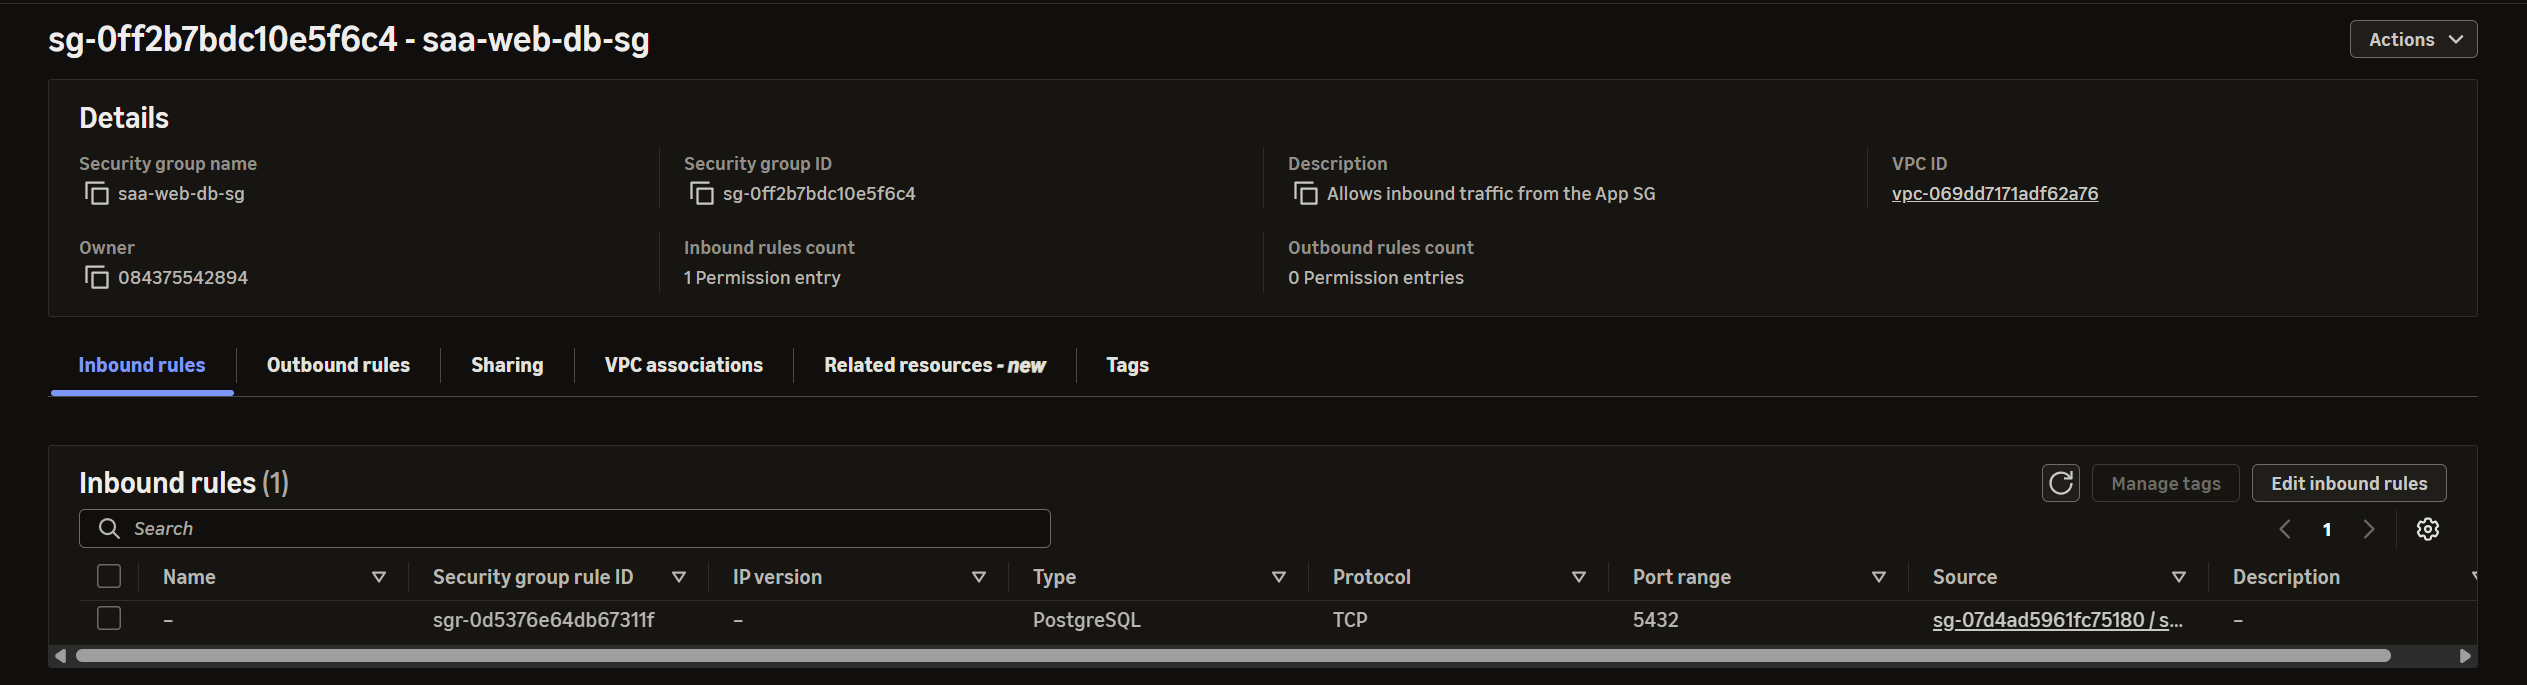 sg-0ff2b7bdc10e5f6c4 - saa-web-db-sg
Actions
Details
Security group name
saa-web-db-sg
Security group ID
sg-0ff2b7bdc10e5f6c4
Description
Allows inbound traffic from the App SG
VPC ID
vpc-069dd7171adf62a76
Owner
084375542894
Inbound rules count
1 Permission entry
Outbound rules count
0 Permission entries
Inbound rules
Outbound rules
Sharing
VPC associations
Related resources - new
Tags
Inbound rules (1)
Manage tags
Edit inbound rules
Search
1
Name
Security group rule ID
IP version
Type
Protocol
Port range
Source
Description
–
sgr-0d5376e64db67311f
–
PostgreSQL
TCP
5432
sg-07d4ad5961fc75180 / s...
–